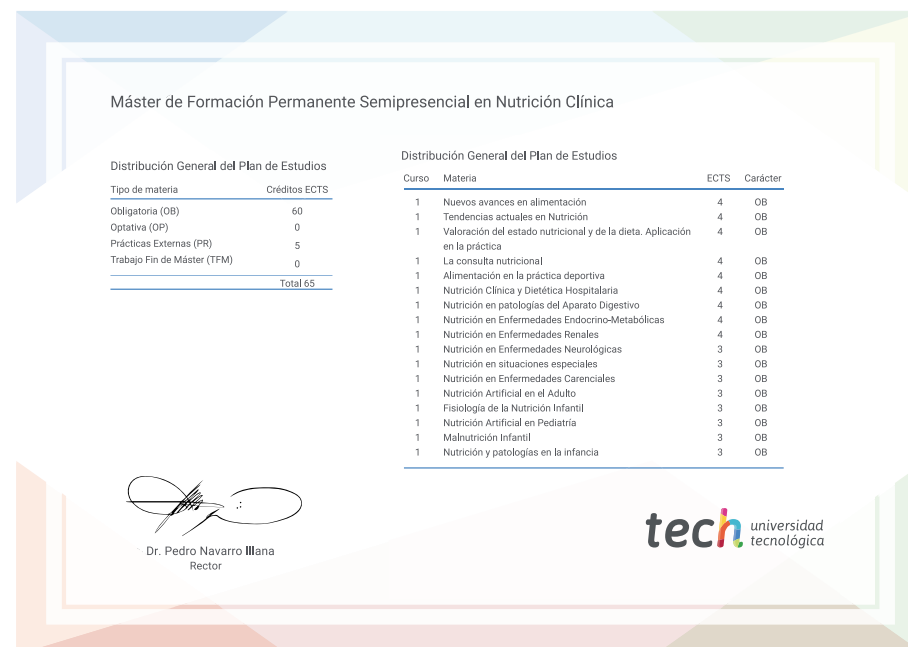 Máster de Formación Permanente Semipresencial en Nutrición Clínica
Distribución General del Plan de Estudios
Tipo de materia Créditos ECTS
Obligatoria (OB) 60
Optativa (OP) 0
Prácticas Externas (PR) 5
Trabajo Fin de Máster (TFM) 0
Total 65
Distribución General del Plan de Estudios
Curso Materia ECTS Carácter
1 Nuevos avances en alimentación 4 OB
1 Tendencias actuales en Nutrición 4 OB
1 Valoración del estado nutricional y de la dieta. Aplicación 4 OB
en la práctica
1 La consulta nutricional 4 OB
1 Alimentación en la práctica deportiva 4 OB
1 Nutrición Clínica y Dietética Hospitalaria 4 OB
1 Nutrición en patologías del Aparato Digestivo 4 OB
1 Nutrición en Enfermedades Endocrino-Metabólicas 4 OB
1 Nutrición en Enfermedades Renales 4 OB
1 Nutrición en Enfermedades Neurológicas 3 OB
1 Nutrición en situaciones especiales 3 OB
1 Nutrición en Enfermedades Carenciales 3 OB
1 Nutrición Artificial en el Adulto 3 OB
1 Fisiología de la Nutrición Infantil 3 OB
1 Nutrición Artificial en Pediatría 3 OB
1 Malnutrición Infantil 3 OB
1 Nutrición y patologías en la infancia 3 OB
Dr. Pedro Navarro Illana
Rector
tech universidad
tecnológica